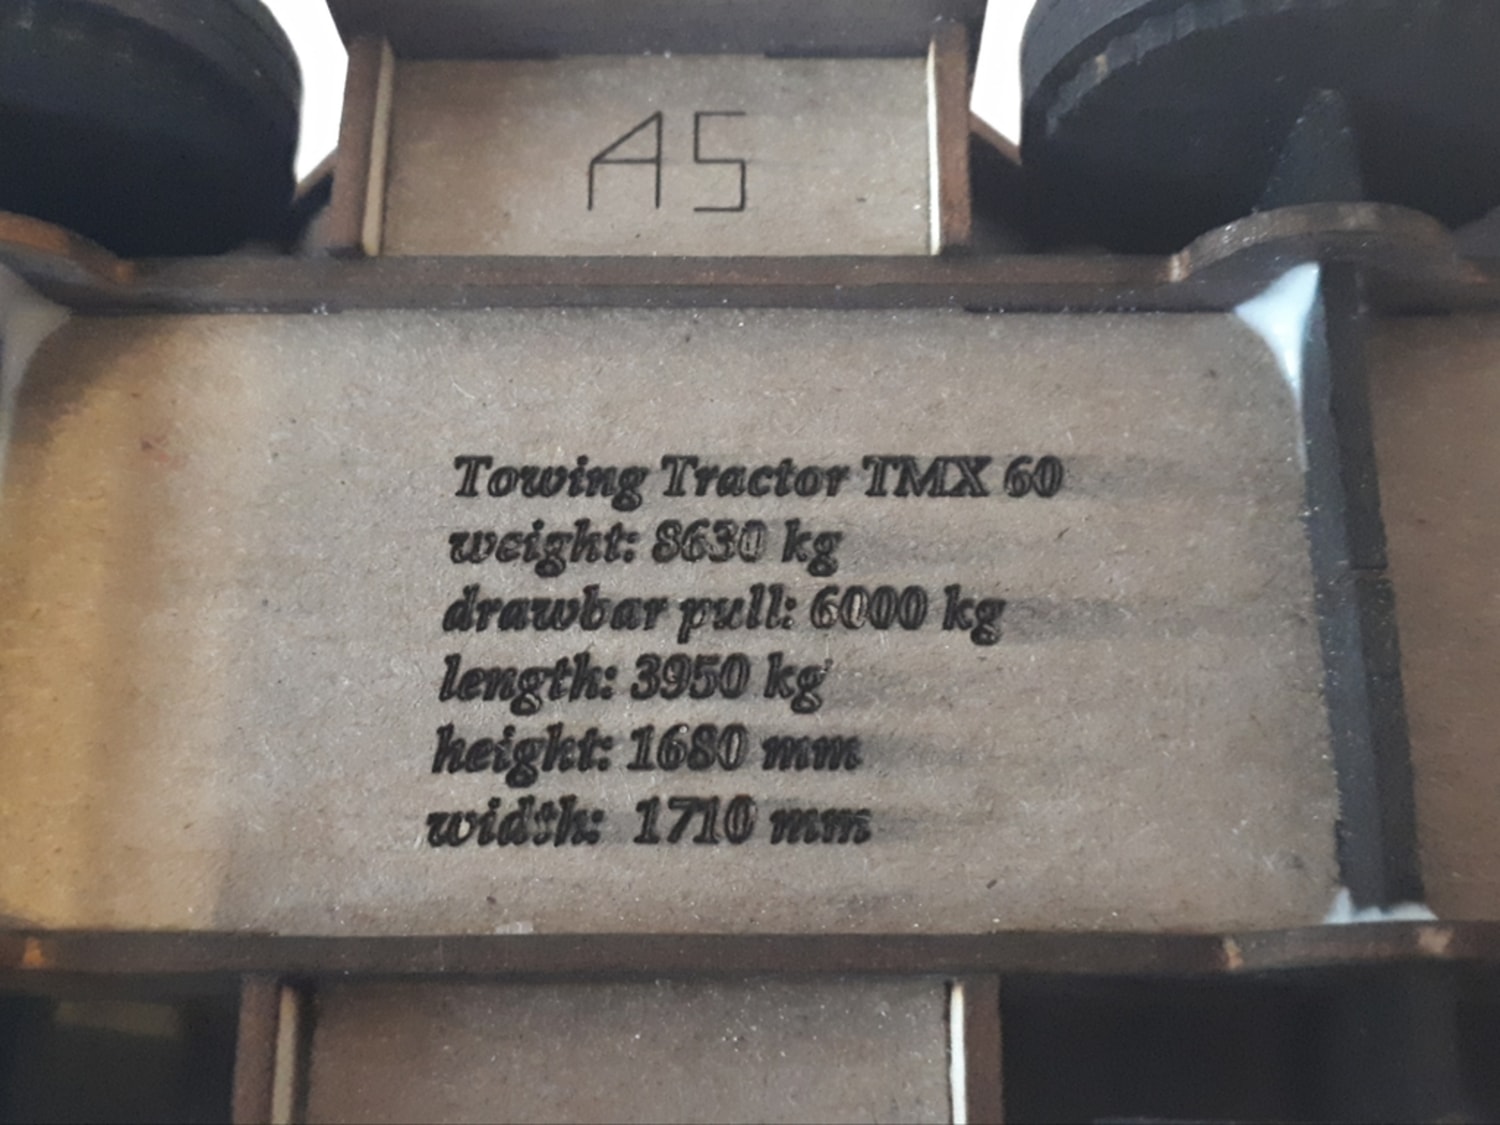 A5
Towing Tractor TMX 60
weight: 8630 kg
drawbar pull: 6000 kg
length: 3950 kg
height: 1680 mm
width: 1710 mm